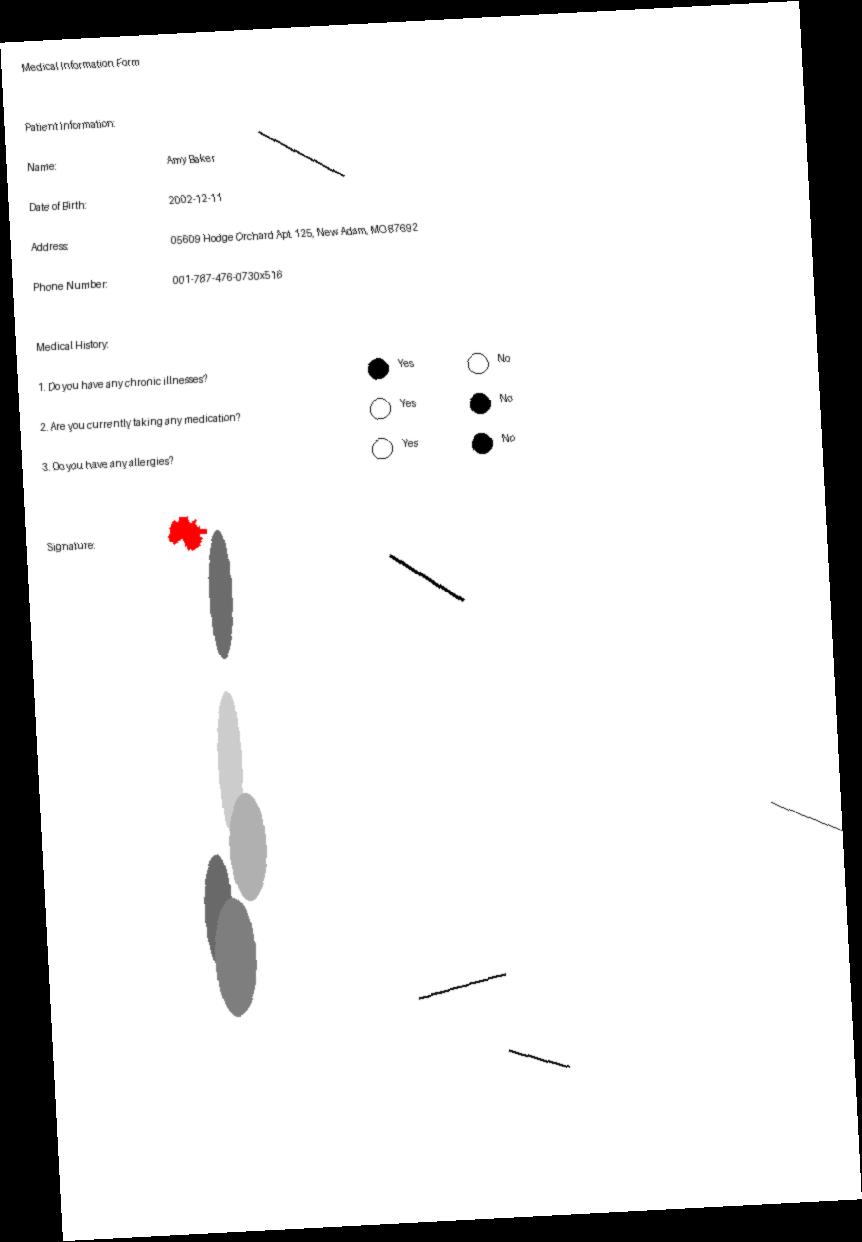 Medical Information Form
Patient Information:
Name: Amy Baker
Date of Birth: 2002-12-11
Address: 05609 Hodge Orchard Apt. 125, New Adam, MO 87692
Phone Number: 001-787-476-0730x516
Medical History:
1. Do you have any chronic illnesses? Yes No
2. Are you currently taking any medication? Yes No
3. Do you have any allergies? Yes No
Signature: